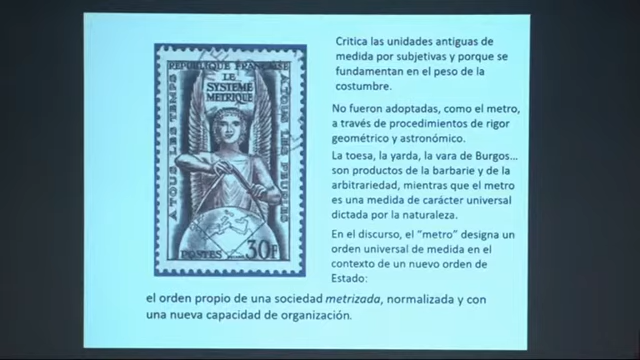 REPUBLIQUE FRANÇAISE
LE
SYSTEME
METRIQUE
A TOUS LES TEMPS
A TOUS LES PEUPLES
POSTES
30F
Critica las unidades antiguas de
medida por subjetivas y porque se
fundamentan en el peso de la
costumbre.
No fueron adoptadas, como el metro,
a través de procedimientos de rigor
geométrico y astronómico.
La toesa, la yarda, la vara de Burgos...
son productos de la barbarie y de la
arbitrariedad, mientras que el metro
es una medida de carácter universal
dictada por la naturaleza.
En el discurso, el “metro” designa un
orden universal de medida en el
contexto de un nuevo orden de
Estado:
el orden propio de una sociedad metrizada, normalizada y con
una nueva capacidad de organización.